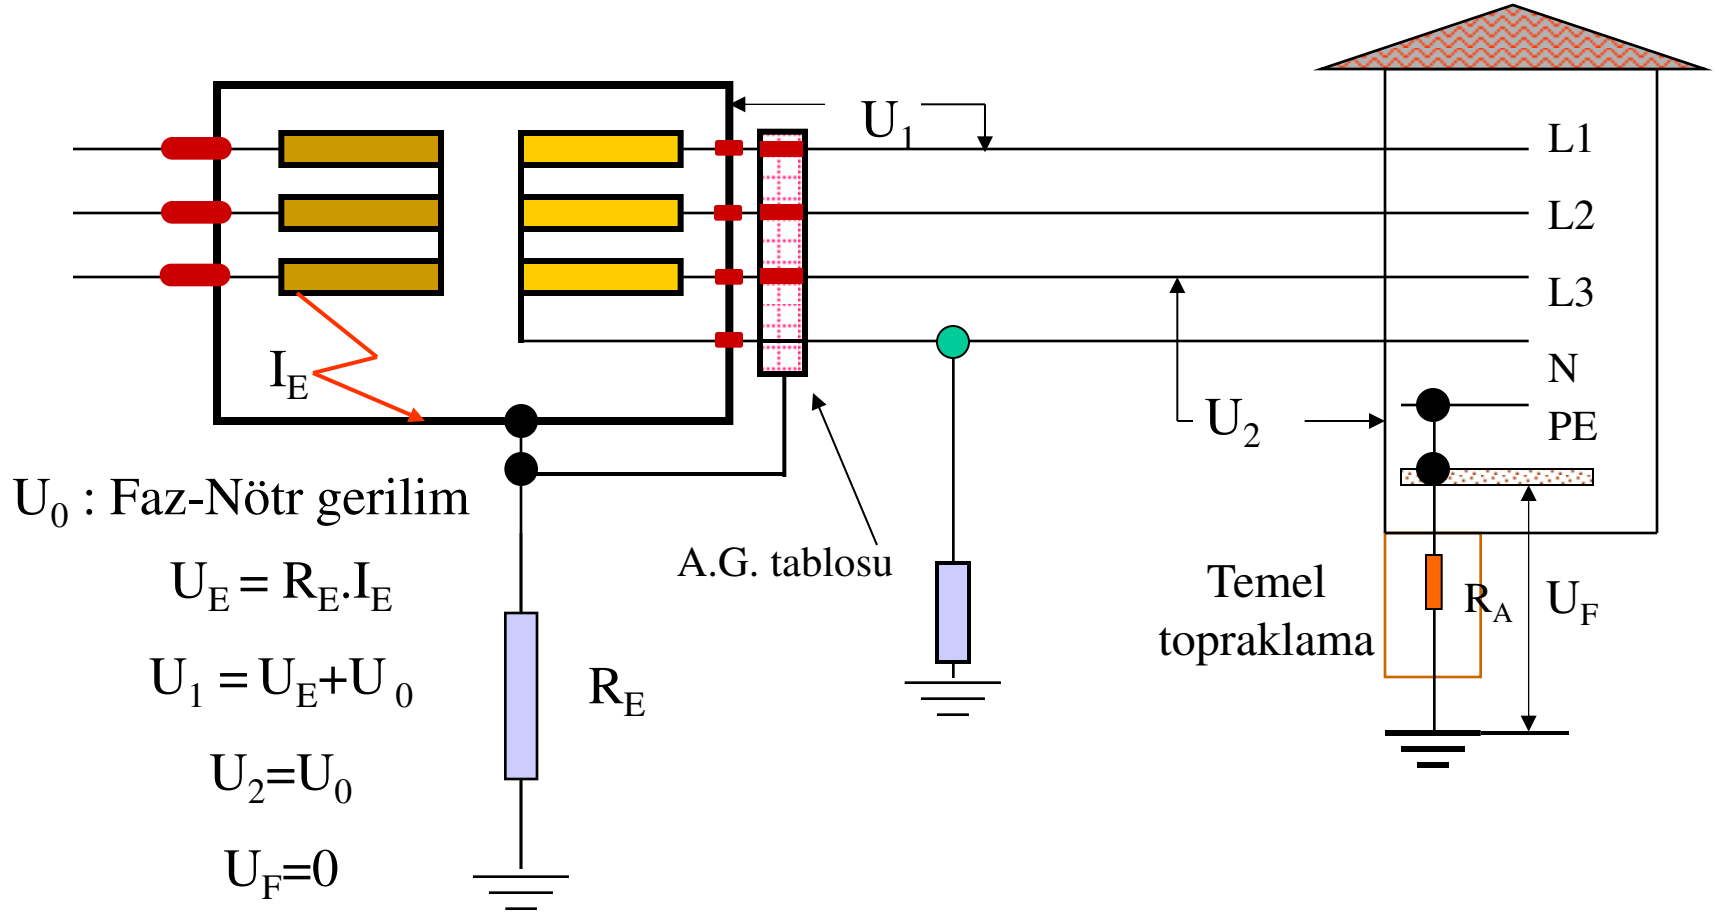 U1
L1
L2
L3
N
PE
IE
U2
U0 : Faz-Nötr gerilim
UE = RE.IE
U1 = UE+U0
U2=U0
UF=0
RE
A.G. tablosu
Temel
topraklama
RA
UF